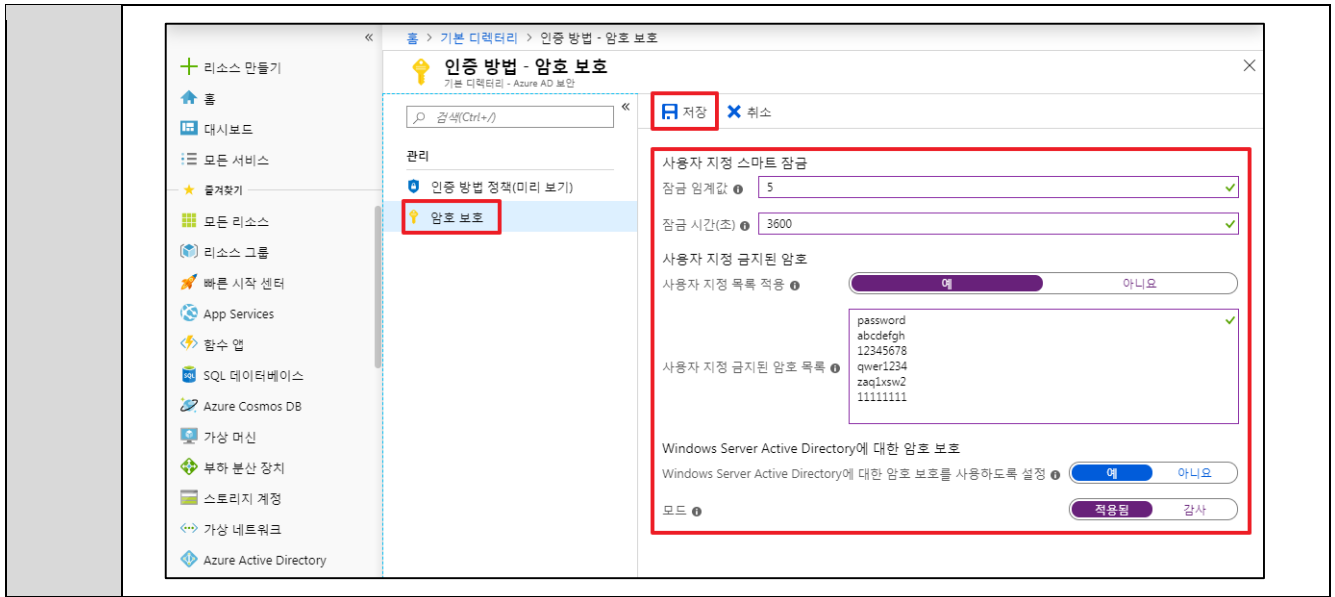 홈 > 기본 디렉터리 > 인증 방법 - 암호 보호
인증 방법 - 암호 보호
기본 디렉터리 - Azure AD 보안
리소스 만들기
홈
대시보드
모든 서비스
즐겨찾기
모든 리소스
리소스 그룹
빠른 시작 센터
App Services
함수 앱
SQL 데이터베이스
Azure Cosmos DB
가상 머신
부하 분산 장치
스토리지 계정
가상 네트워크
Azure Active Directory
검색(Ctrl+/)
관리
인증 방법 정책(미리 보기)
암호 보호
저장 취소
사용자 지정 스마트 잠금
잠금 임계값 5
잠금 시간(초) 3600
사용자 지정 금지된 암호
사용자 지정 목록 적용 예 아니요
사용자 지정 금지된 암호 목록
password
abcdefgh
12345678
qwer1234
zaq1xsw2
11111111
Windows Server Active Directory에 대한 암호 보호
Windows Server Active Directory에 대한 암호 보호를 사용하도록 설정 예 아니요
모드 적용됨 감사